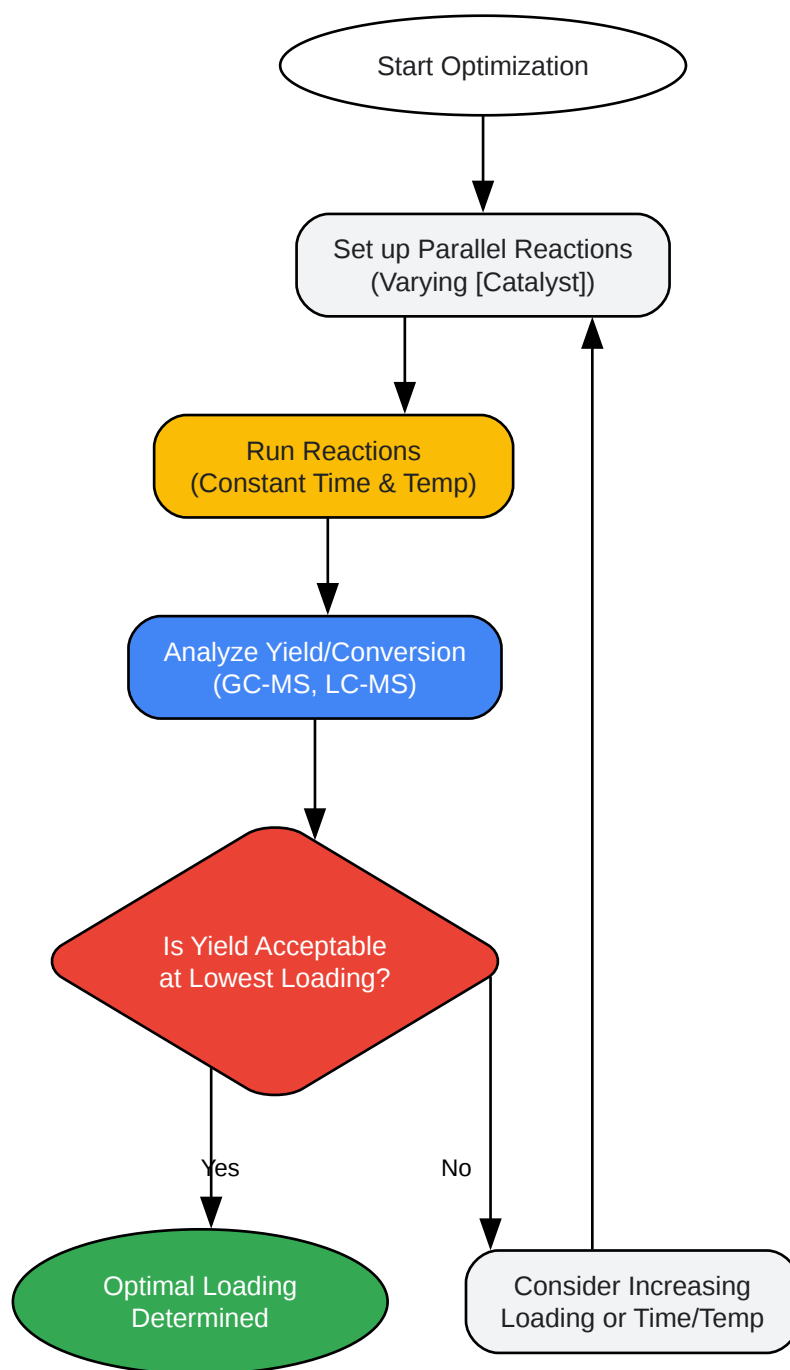 Start Optimization
Set up Parallel Reactions
(Varying [Catalyst])
Run Reactions
(Constant Time & Temp)
Analyze Yield/Conversion
(GC-MS, LC-MS)
Is Yield Acceptable
at Lowest Loading?
Yes
No
Optimal Loading
Determined
Consider Increasing
Loading or Time/Temp